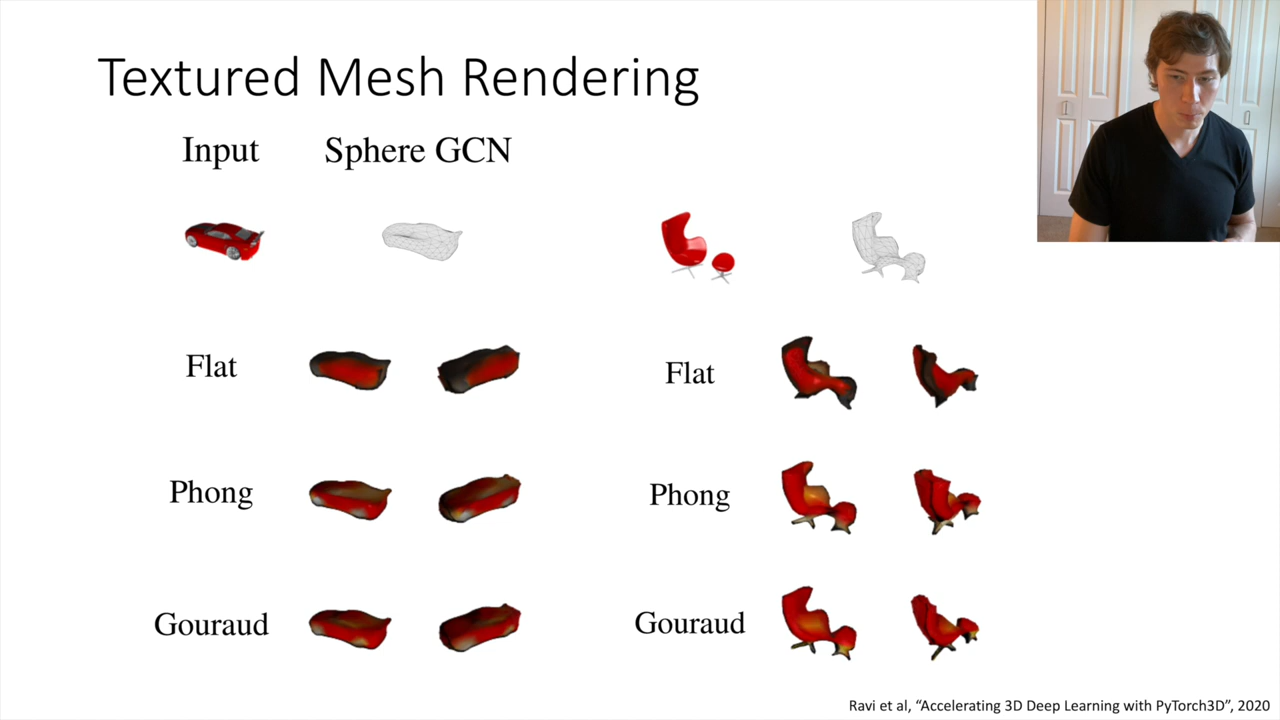 Textured Mesh Rendering
Input Sphere GCN
Flat Flat
Phong Phong
Gouraud Gouraud
Ravi et al, “Accelerating 3D Deep Learning with PyTorch3D”, 2020